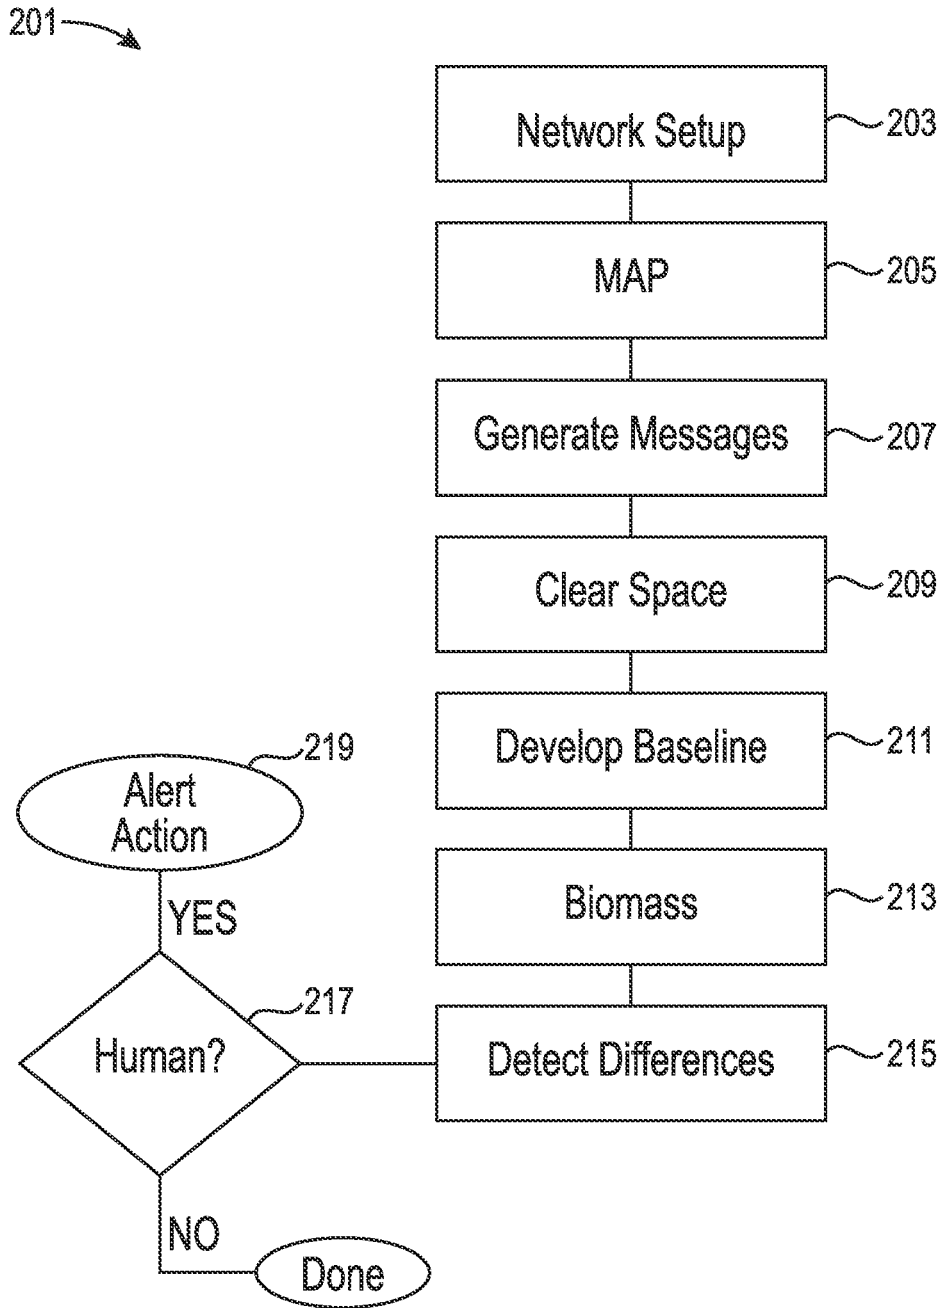 201
Network Setup
203
MAP
205
Generate Messages
207
Clear Space
209
Develop Baseline
211
Biomass
213
Detect Differences
215
Human?
217
YES
Alert
Action
219
NO
Done